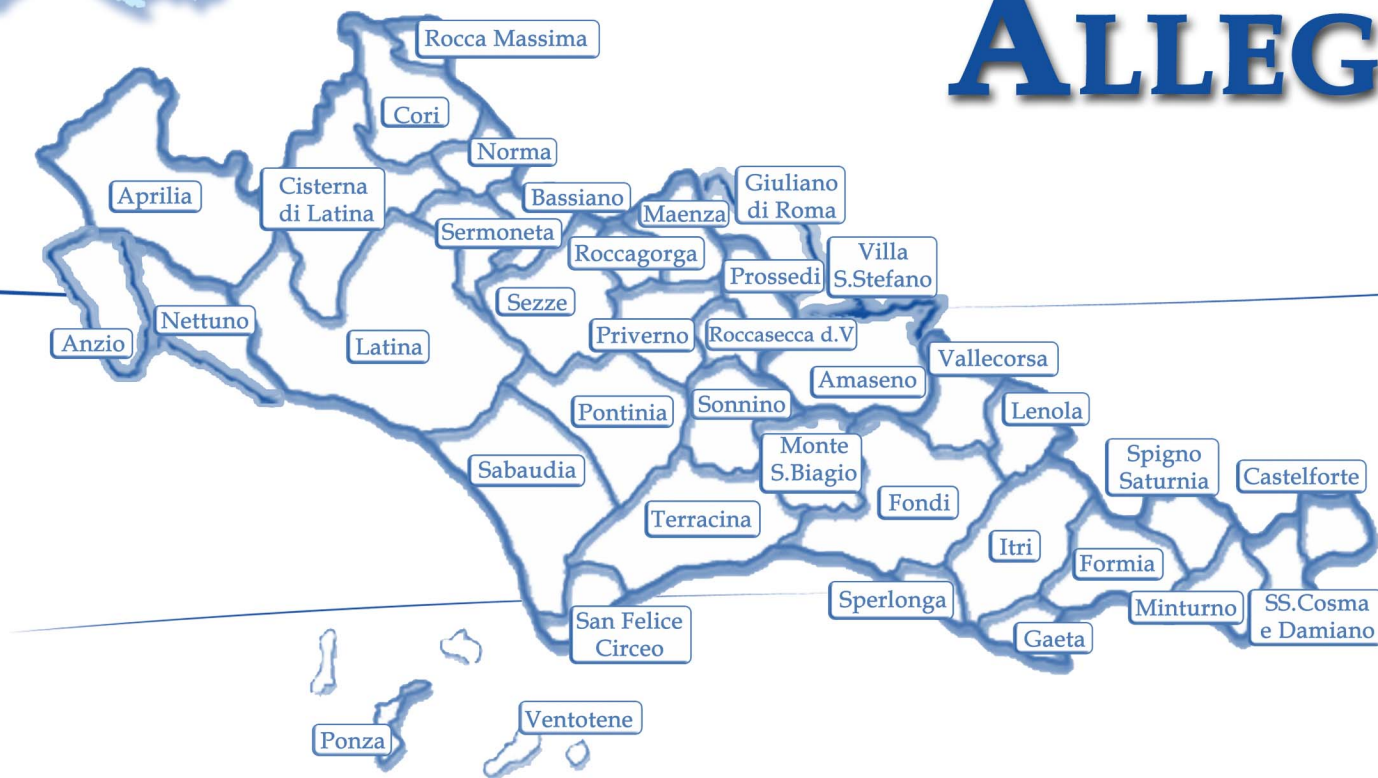 ALLEG
Rocca Massima
Cori
Norma
Aprilia
Cisterna
di Latina
Bassiano
Giuliano
di Roma
Maenza
Sermoneta
Roccagorga
Villa
S.Stefano
Prossedi
Sezze
Nettuno
Anzio
Latina
Priverno
Roccasecca d.V
Vallecorsa
Amaseno
Pontinia
Sonnino
Lenola
Sabaudia
Monte
S.Biagio
Spigno
Saturnia
Castelforte
Fondi
Terracina
Itri
Formia
Sperlonga
Minturno
SS.Cosma
e Damiano
San Felice
Circeo
Gaeta
Ventotene
Ponza